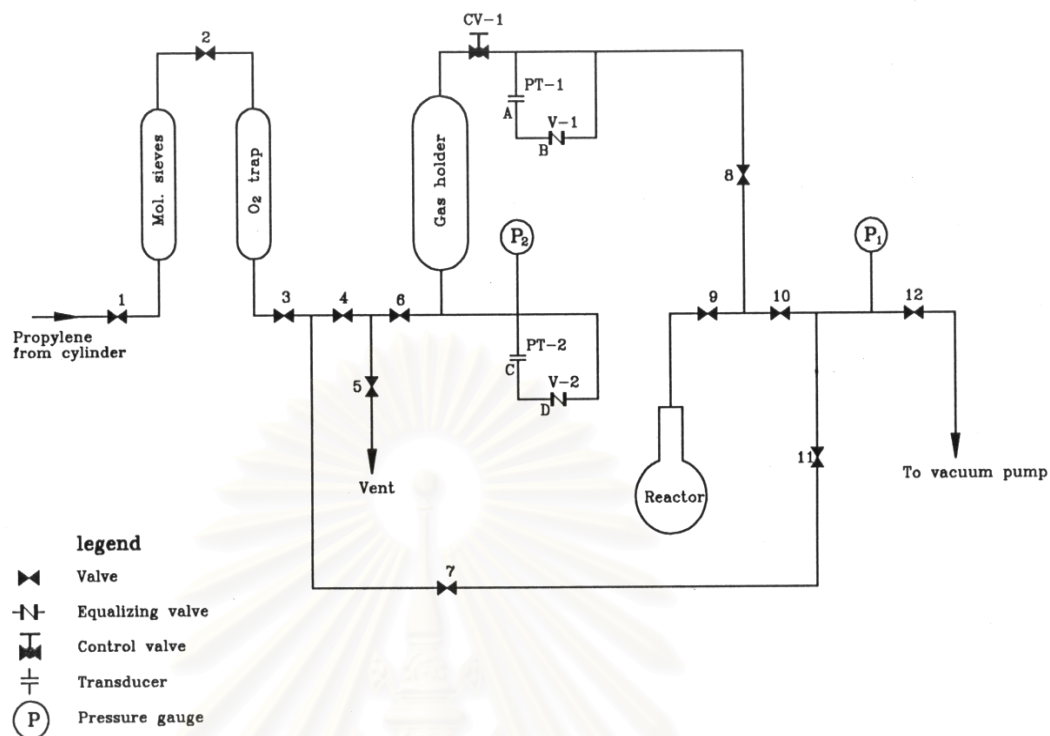 CV-1
2
PT-1
A
V-1
B
Mol. sieves
O₂ trap
Gas holder
8
P₂
P₁
1
3
4
6
9
10
12
Propylene
from cylinder
PT-2
C
V-2
D
5
11
Vent
Reactor
To vacuum pump
7
legend
Valve
Equalizing valve
Control valve
Transducer
P
Pressure gauge